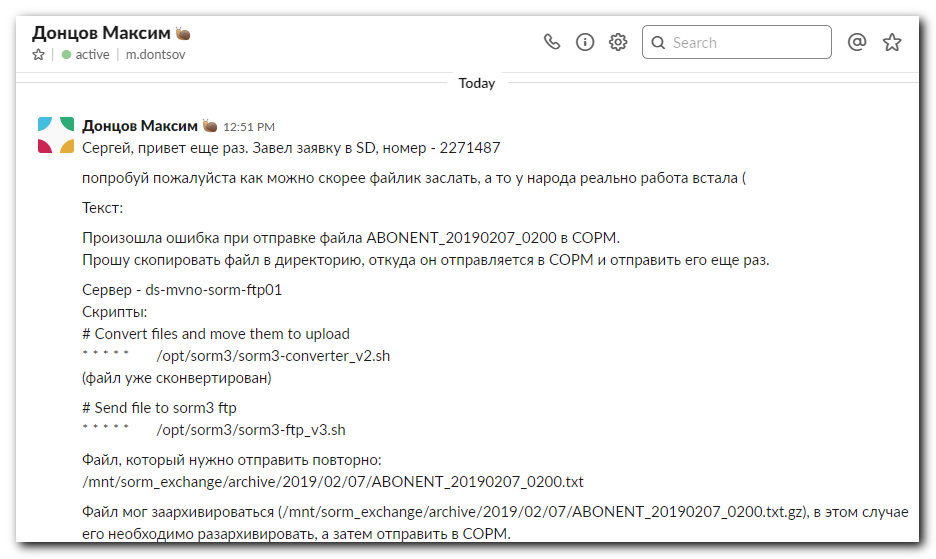 Донцов Максим
active | m.dontsov
Search
Today
Донцов Максим 12:51 PM
Сергей, привет еще раз. Завел заявку в SD, номер - 2271487
попробуй пожалуйста как можно скорее файлик заслать, а то у народа реально работа встала (
Текст:
Произошла ошибка при отправке файла ABONENT_20190207_0200 в СОРМ.
Прошу скопировать файл в директорию, откуда он отправляется в СОРМ и отправить его еще раз.
Сервер - ds-mvno-sorm-ftp01
Скрипты:
# Convert files and move them to upload
* * * * * /opt/sorm3/sorm3-converter_v2.sh
(файл уже сконвертирован)
# Send file to sorm3 ftp
* * * * * /opt/sorm3/sorm3-ftp_v3.sh
Файл, который нужно отправить повторно:
/mnt/sorm_exchange/archive/2019/02/07/ABONENT_20190207_0200.txt
Файл мог заархивироваться (/mnt/sorm_exchange/archive/2019/02/07/ABONENT_20190207_0200.txt.gz), в этом случае
его необходимо разархивировать, а затем отправить в СОРМ.